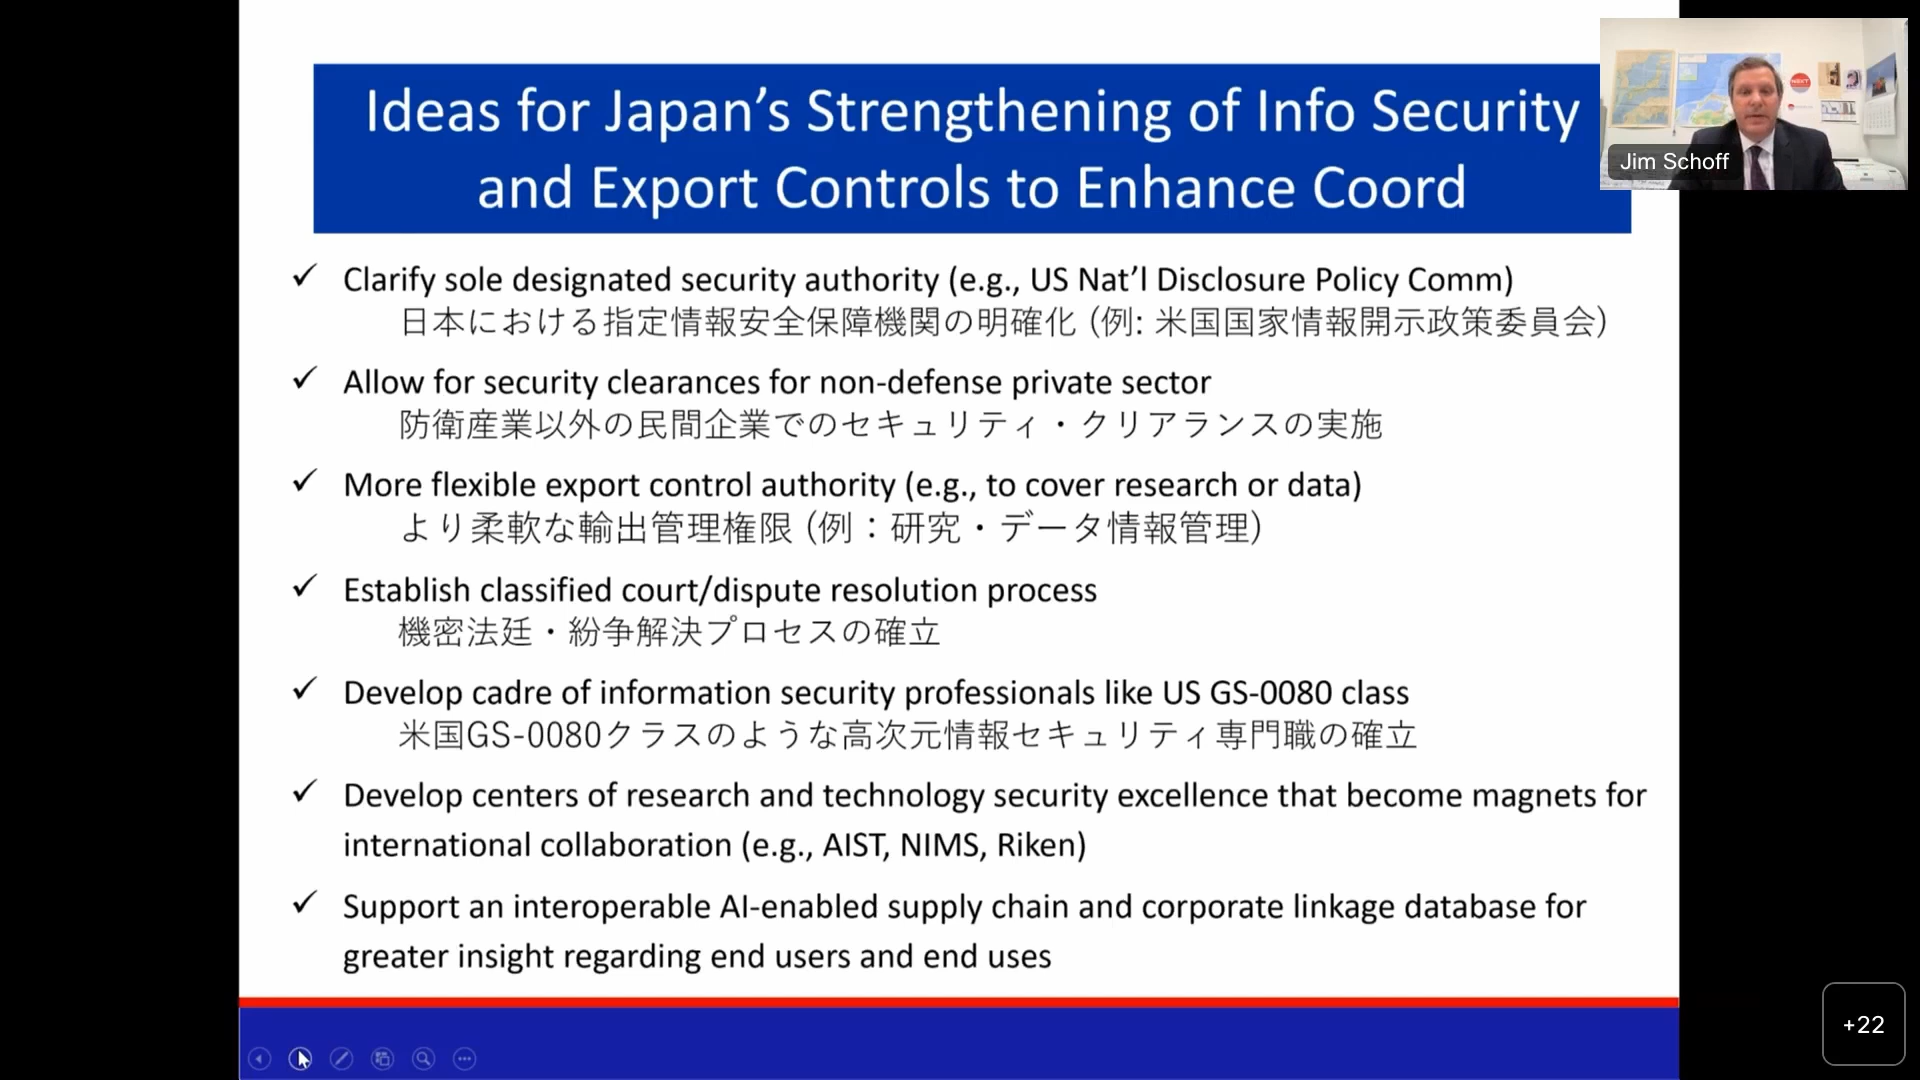 Ideas for Japan's Strengthening of Info Security
and Export Controls to Enhance Coord
NEXT
Jim Schoff
✓ Clarify sole designated security authority (e.g., US Nat'l Disclosure Policy Comm)
日本における指定情報安全保障機関の明確化 (例: 米国国家情報開示政策委員会)
✓ Allow for security clearances for non-defense private sector
防衛産業以外の民間企業でのセキュリティ・クリアランスの実施
✓ More flexible export control authority (e.g., to cover research or data)
より柔軟な輸出管理権限 (例：研究・データ情報管理)
✓ Establish classified court/dispute resolution process
機密法廷・紛争解決プロセスの確立
✓ Develop cadre of information security professionals like US GS-0080 class
米国GS-0080クラスのような高次元情報セキュリティ専門職の確立
✓ Develop centers of research and technology security excellence that become magnets for
international collaboration (e.g., AIST, NIMS, Riken)
✓ Support an interoperable AI-enabled supply chain and corporate linkage database for
greater insight regarding end users and end uses
+22